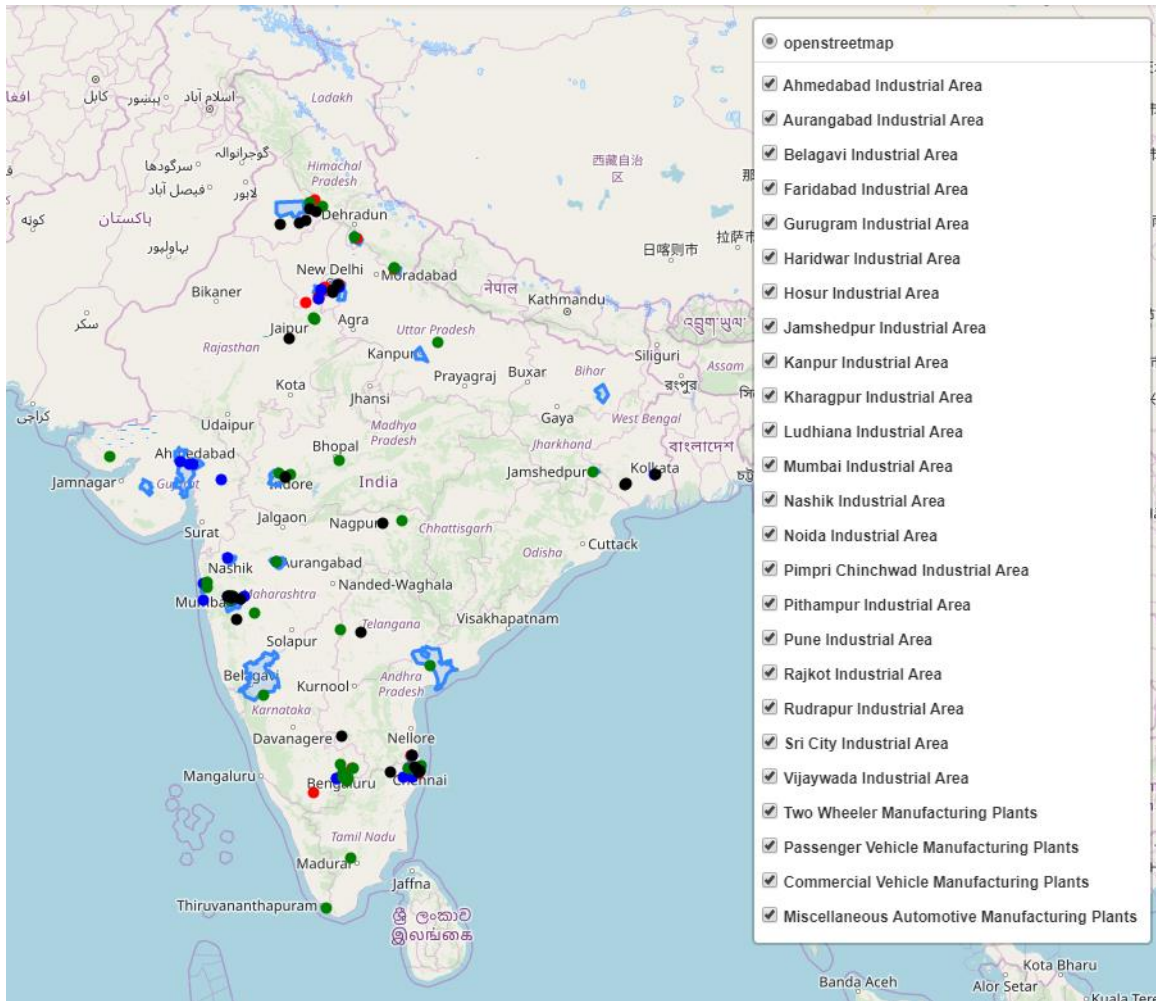 openstreetmap
Ahmedabad Industrial Area
Aurangabad Industrial Area
Belagavi Industrial Area
Faridabad Industrial Area
Gurugram Industrial Area
Haridwar Industrial Area
Hosur Industrial Area
Jamshedpur Industrial Area
Kanpur Industrial Area
Kharagpur Industrial Area
Ludhiana Industrial Area
Mumbai Industrial Area
Nashik Industrial Area
Noida Industrial Area
Pimpri Chinchwad Industrial Area
Pithampur Industrial Area
Pune Industrial Area
Rajkot Industrial Area
Rudrapur Industrial Area
Sri City Industrial Area
Vijaywada Industrial Area
Two Wheeler Manufacturing Plants
Passenger Vehicle Manufacturing Plants
Commercial Vehicle Manufacturing Plants
Miscellaneous Automotive Manufacturing Plants
کابل
پېښور
اسلام آباد
Ladakh
گوجرانوالہ
سرگودھا
Himachal
Pradesh
西藏自治
区
فیصل آباد
لاہور
کوئٹہ
پاکستان
Dehradun
بہاولپور
日喀则市
拉萨市
New Delhi
Moradabad
Bikaner
नेपाल
Kathmandu
سکر
འབྲུག་ཡུལ་
Jaipur
Agra
Uttar Pradesh
Rajasthan
Kanpur
Siliguri
Assam
Prayagraj
Buxar
Bihar
রংপুর
Kota
Jhansi
کراچی
Gaya
West Bengal
Udaipur
Madhya
Pradesh
Bhopal
Jharkhand
বাংলাদেশ
Jamshedpur
Kolkata
Jamnagar
Indore
India
Jalgaon
Nagpur
Chhattisgarh
Surat
Cuttack
Odisha
Aurangabad
Nashik
Nanded-Waghala
Maharashtra
Visakhapatnam
Telangana
Solapur
Belagavi
Kurnool
Andhra
Pradesh
Karnataka
Davanagere
Nellore
Mangaluru
Bengaluru
Chennai
Tamil Nadu
Madurai
Jaffna
Thiruvananthapuram
ශ්‍රී ලංකාව
இலங்கை
Banda Aceh
Kota Bharu
Alor Setar